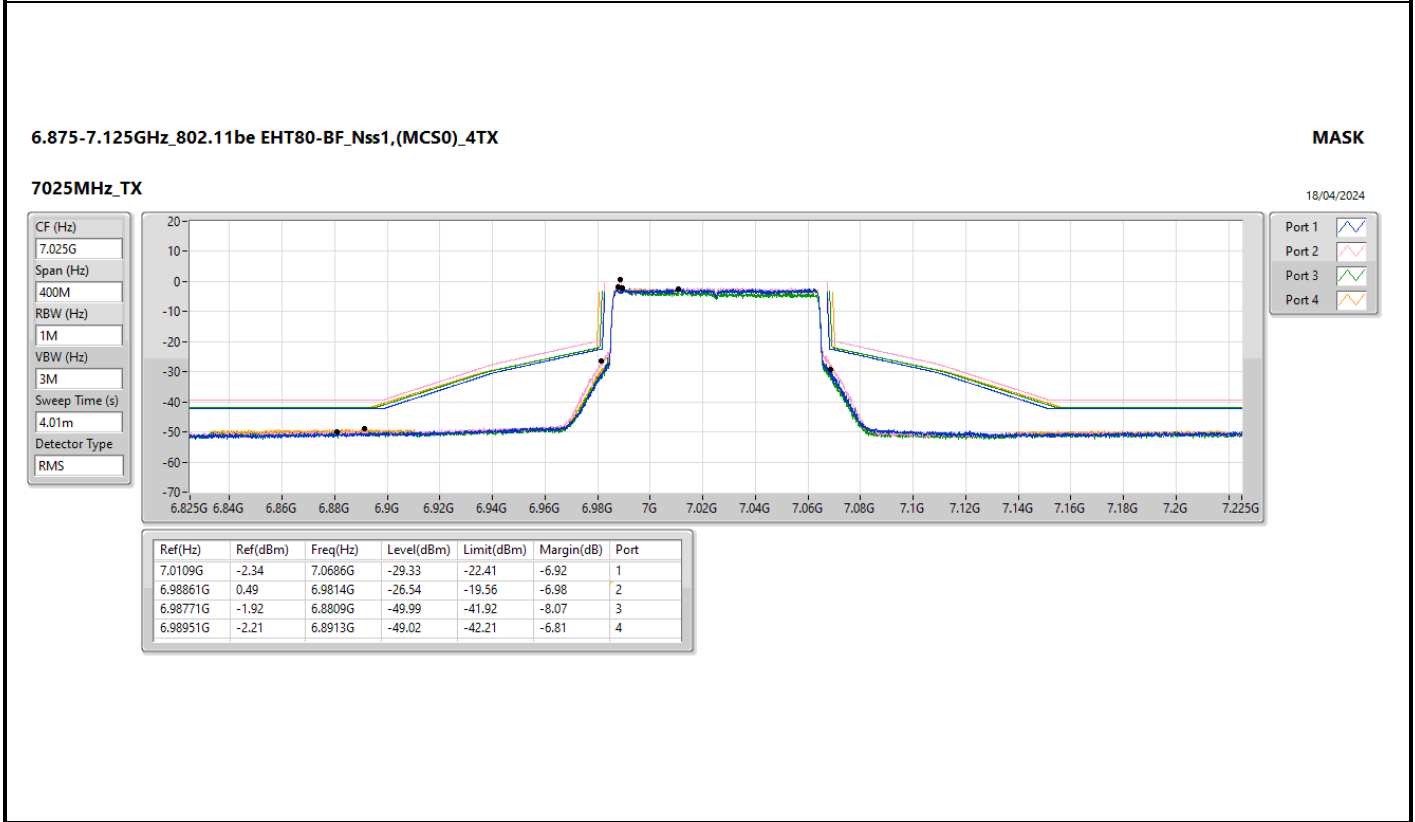 6.875-7.125GHz_802.11be EHT80-BF_Nss1,(MCS0)_4TX
MASK
7025MHz_TX
18/04/2024
CF (Hz)
7.025G
Span (Hz)
400M
RBW (Hz)
1M
VBW (Hz)
3M
Sweep Time (s)
4.01m
Detector Type
RMS
20
10
0
-10
-20
-30
-40
-50
-60
-70
6.825G 6.84G 6.86G 6.88G 6.9G 6.92G 6.94G 6.96G 6.98G 7G 7.02G 7.04G 7.06G 7.08G 7.1G 7.12G 7.14G 7.16G 7.18G 7.2G 7.225G
Port 1
Port 2
Port 3
Port 4
Ref(Hz) Ref(dBm) Freq(Hz) Level(dBm) Limit(dBm) Margin(dB) Port
7.0109G -2.34 7.0686G -29.33 -22.41 -6.92 1
6.98861G 0.49 6.9814G -26.54 -19.56 -6.98 2
6.98771G -1.92 6.8809G -49.99 -41.92 -8.07 3
6.98951G -2.21 6.8913G -49.02 -42.21 -6.81 4